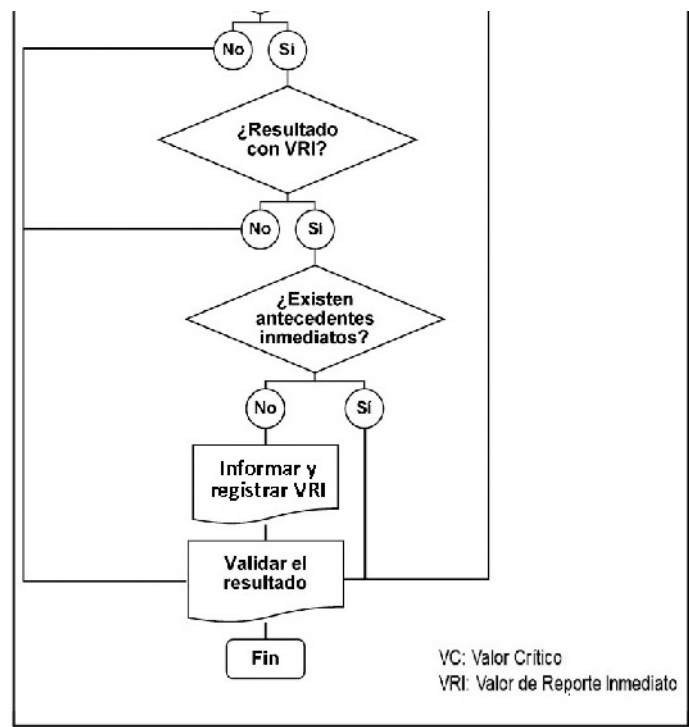 No
Sí
¿Resultado
con VRI?
No
Sí
¿Existen
antecedentes
inmediatos?
No
Sí
Informar y
registrar VRI
Validar el
resultado
Fin
VC: Valor Crítico
VRI: Valor de Reporte Inmediato